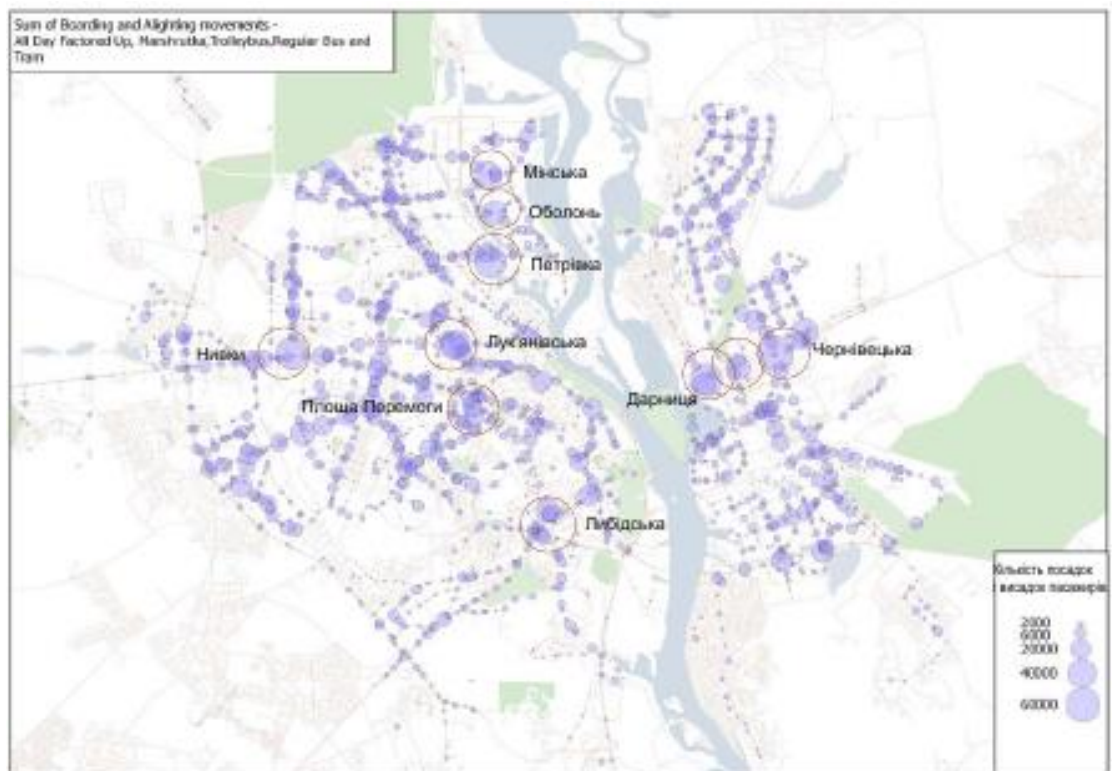 Sum of Boarding and Alighting movements -
All Day Factored Up, Marshrutka,Trolleybus,Regular Bus and
Tram
Мінська
Оболонь
Петрівка
Лук'янівська
Нивки
Чернівецька
Дарниця
Площа Перемоги
Либідська
Кількість посадок
і висадок пасажирів
2000
6000
20000
40000
60000